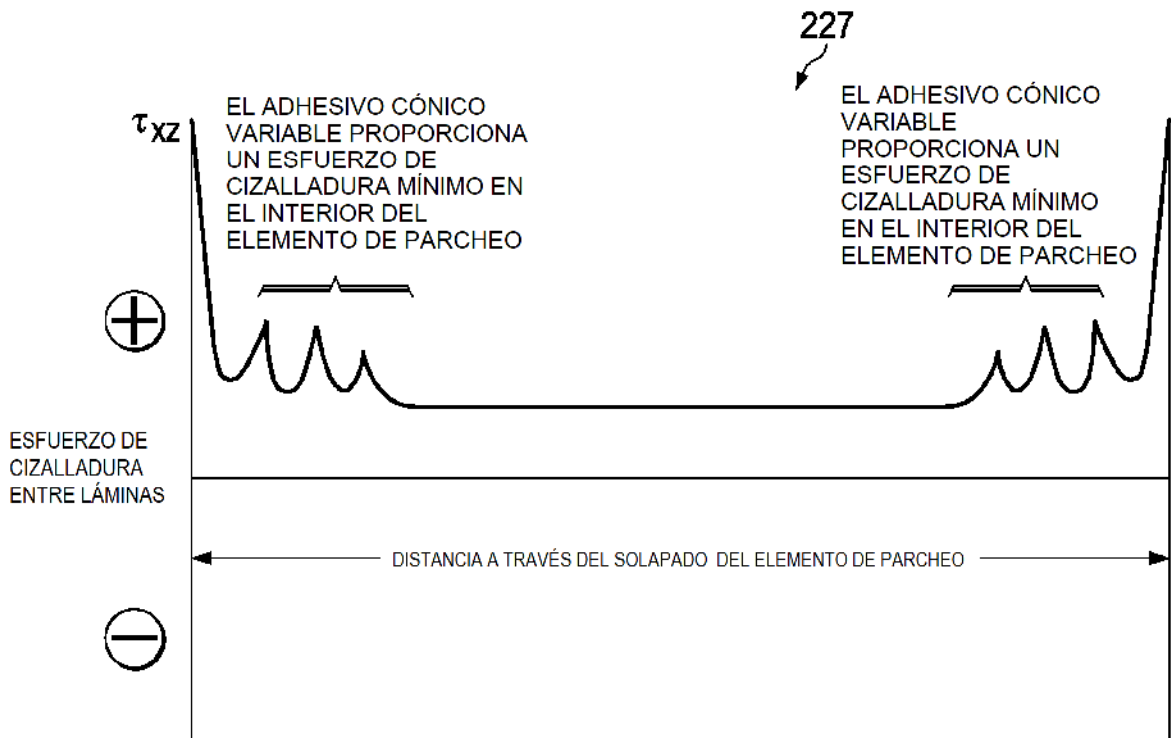 227
EL ADHESIVO CÓNICO
VARIABLE PROPORCIONA
UN ESFUERZO DE
CIZALLADURA MÍNIMO EN
EL INTERIOR DEL
ELEMENTO DE PARCHEO
EL ADHESIVO CÓNICO
VARIABLE
PROPORCIONA UN
ESFUERZO DE
CIZALLADURA MÍNIMO
EN EL INTERIOR DEL
ELEMENTO DE PARCHEO
τXZ
+
ESFUERZO DE
CIZALLADURA
ENTRE LÁMINAS
DISTANCIA A TRAVÉS DEL SOLAPADO DEL ELEMENTO DE PARCHEO
−